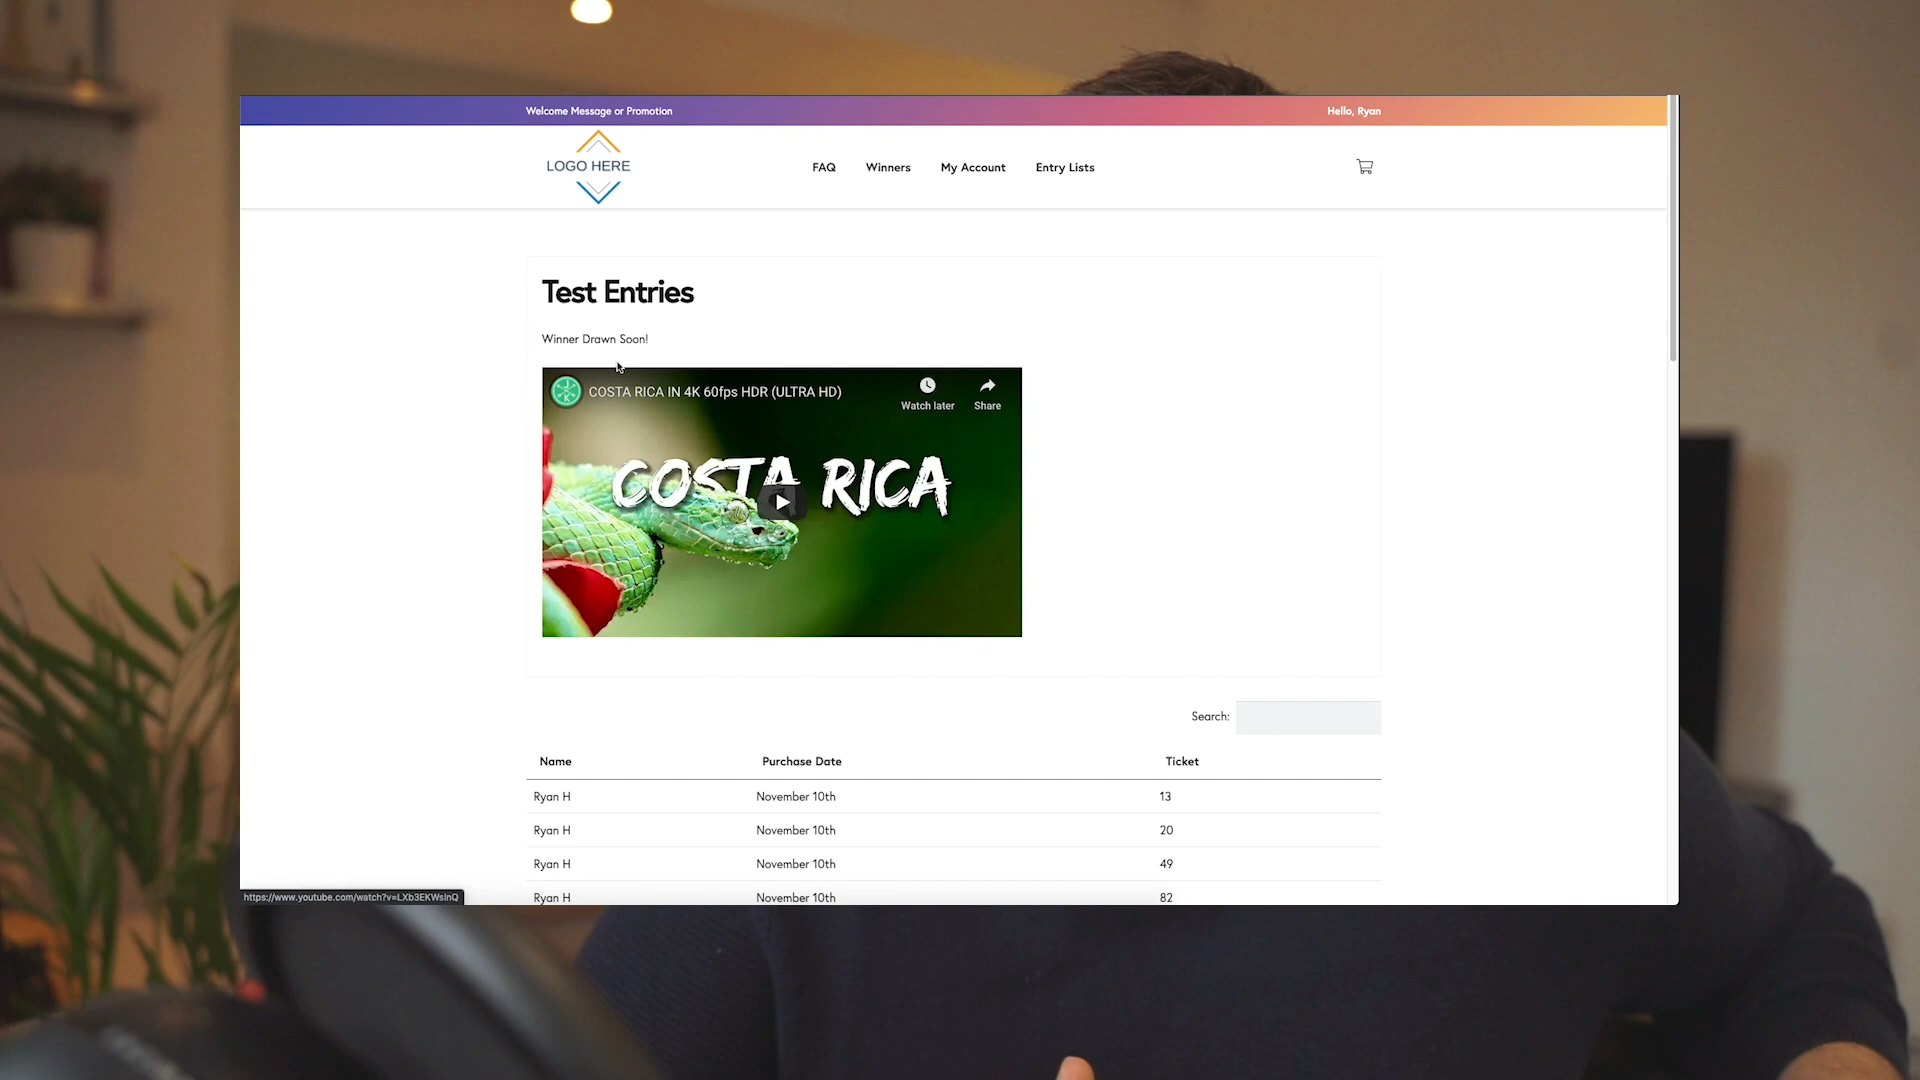 Welcome Message or Promotion
Hello, Ryan
LOGO HERE
FAQ
Winners
My Account
Entry Lists
Test Entries
Winner Drawn Soon!
COSTA RICA IN 4K 60fps HDR (ULTRA HD)
Watch later
Share
COSTA RICA
Search:
Name Purchase Date Ticket
Ryan H November 10th 13
Ryan H November 10th 20
Ryan H November 10th 49
Ryan H November 10th 82
https://www.youtube.com/watch?v=LXb3EKWsInQ